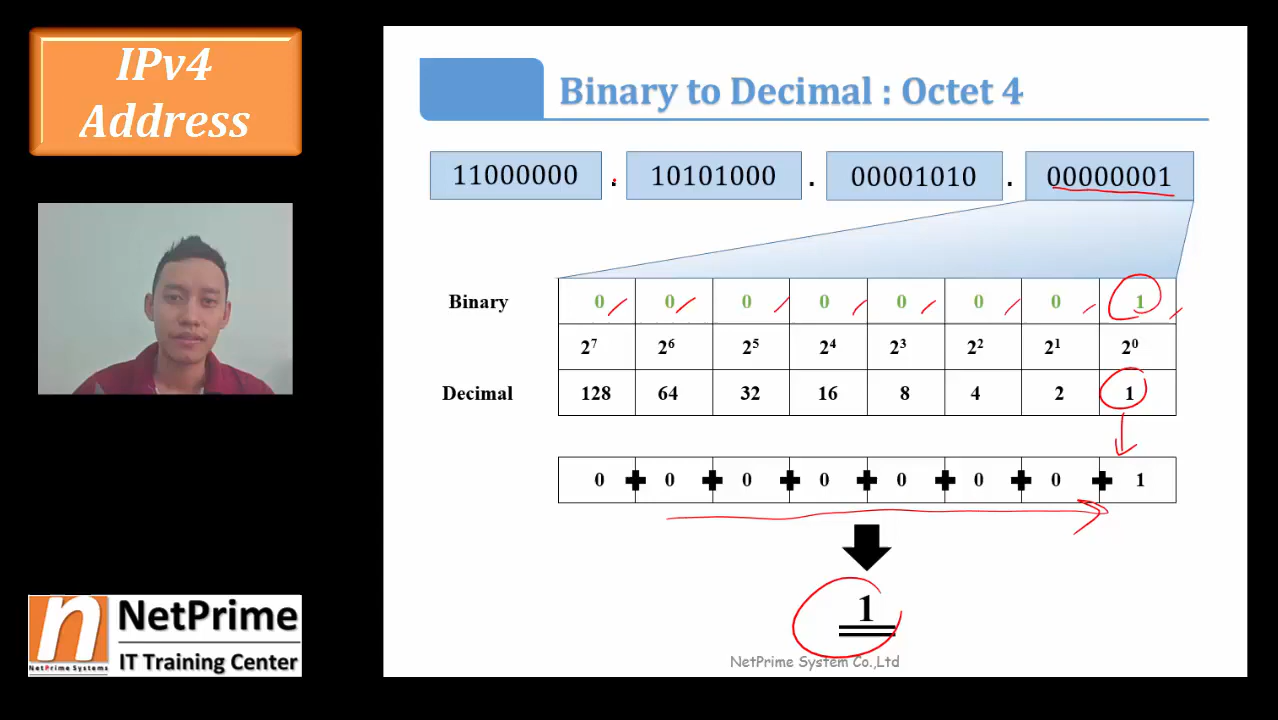 IPv4
Address
Binary to Decimal : Octet 4
11000000 . 10101000 . 00001010 . 00000001
Binary 0 0 0 0 0 0 0 1
2⁷ 2⁶ 2⁵ 2⁴ 2³ 2² 2¹ 2⁰
Decimal 128 64 32 16 8 4 2 1
0 + 0 + 0 + 0 + 0 + 0 + 0 + 1
1
NetPrime System Co.,Ltd
n NetPrime
NetPrime Systems IT Training Center